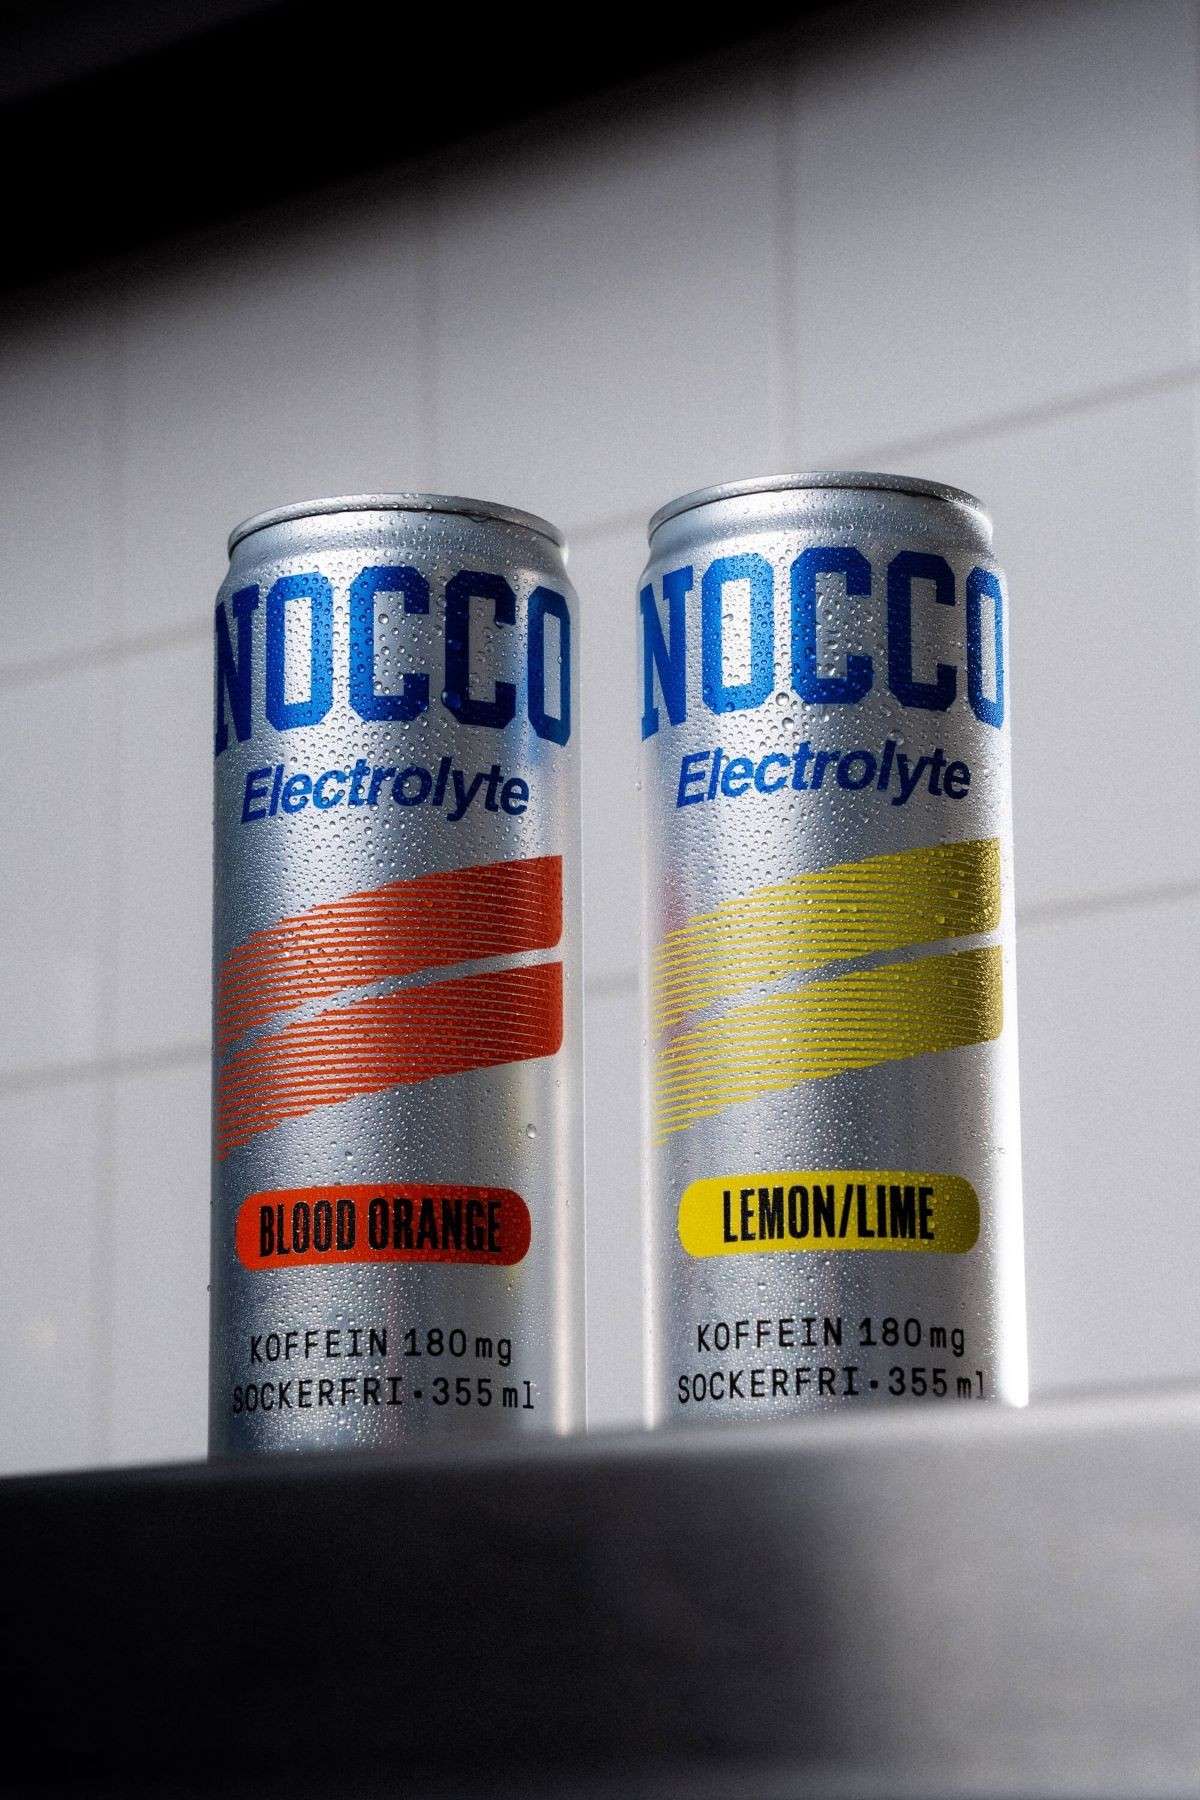 NOCCO
Electrolyte
BLOOD ORANGE
KOFFEIN 180mg
SOCKERFRI·355ml
NOCCO
Electrolyte
LEMON/LIME
KOFFEIN 180mg
SOCKERFRI·355ml